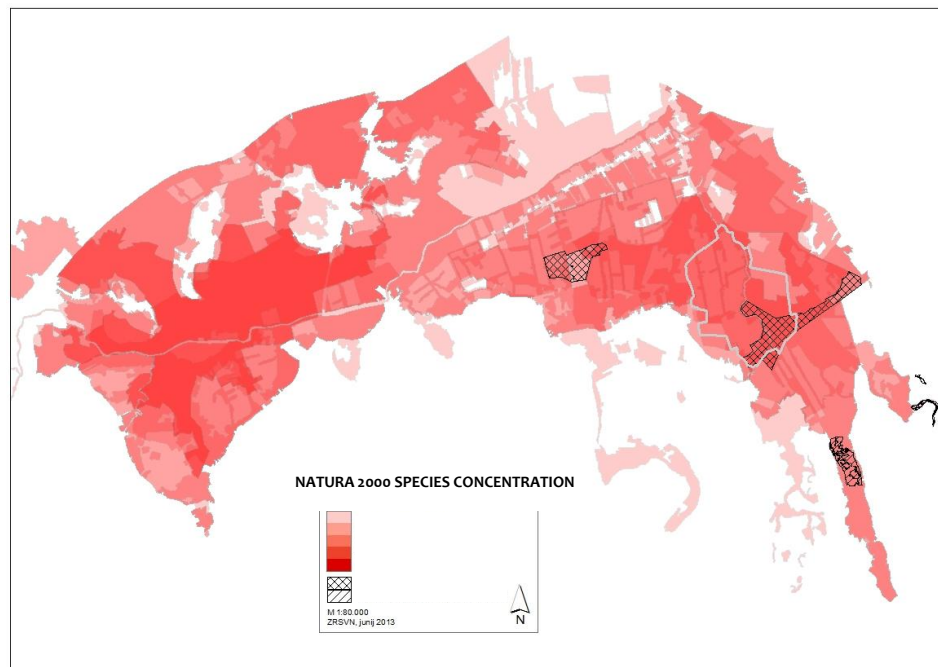 NATURA 2000 SPECIES CONCENTRATION
M 1:80.000
ZRSVN, junij 2013
N